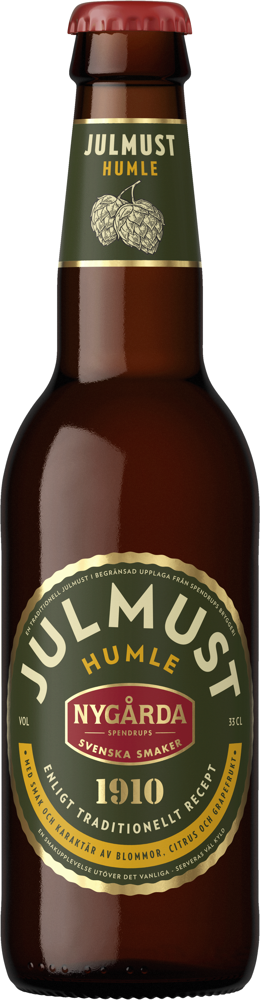 JULMUST
HUMLE
EN TRADITIONELL JULMUST I BEGRÄNSAD UPPLAGA FRÅN SPENDRUPS BRYGGERI
JULMUST
HUMLE
NYGÅRDA
SPENDRUPS
SVENSKA SMAKER
VOL
33 CL
1910
ENLIGT TRADITIONELLT RECEPT
• MED SMAK OCH KARAKTÄR AV BLOMMOR, CITRUS OCH GRAPEFRUKT •
EN SMAKUPPLEVELSE UTÖVER DET VANLIGA - SERVERAS VÄL KYLD